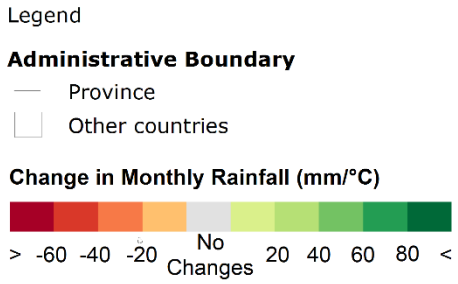 Legend
Administrative Boundary
Province
Other countries
Change in Monthly Rainfall (mm/°C)
> -60 -40 -20 No Changes 20 40 60 80 <